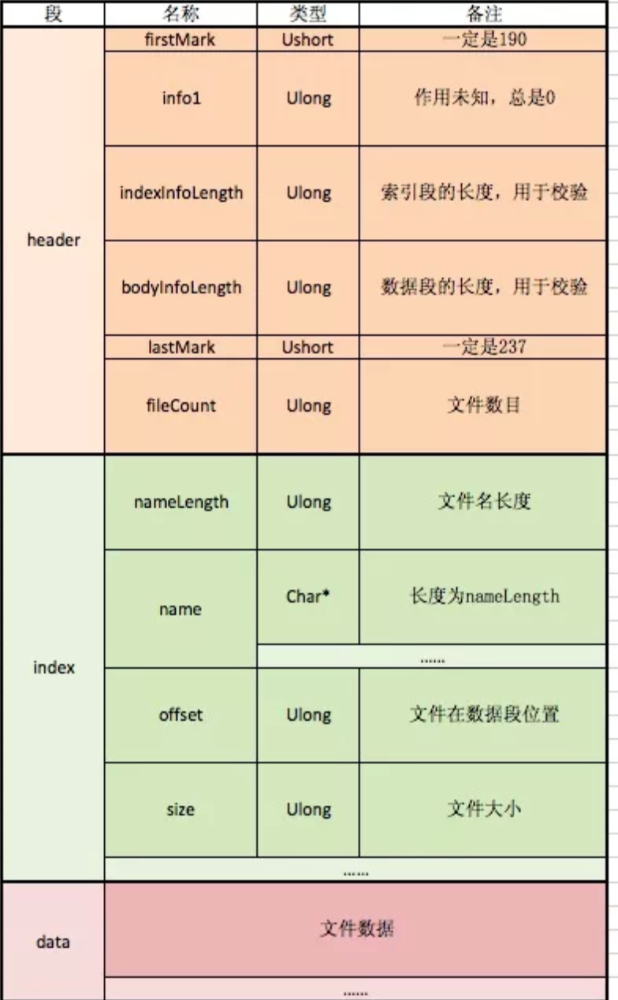 段 名称 类型 备注
firstMark Ushort 一定是190
info1 Ulong 作用未知，总是0
indexInfoLength Ulong 索引段的长度，用于校验
header
bodyInfoLength Ulong 数据段的长度，用于校验
lastMark Ushort 一定是237
fileCount Ulong 文件数目
nameLength Ulong 文件名长度
name Char* 长度为nameLength
......
index
offset Ulong 文件在数据段位置
size Ulong 文件大小
......
文件数据
data
......